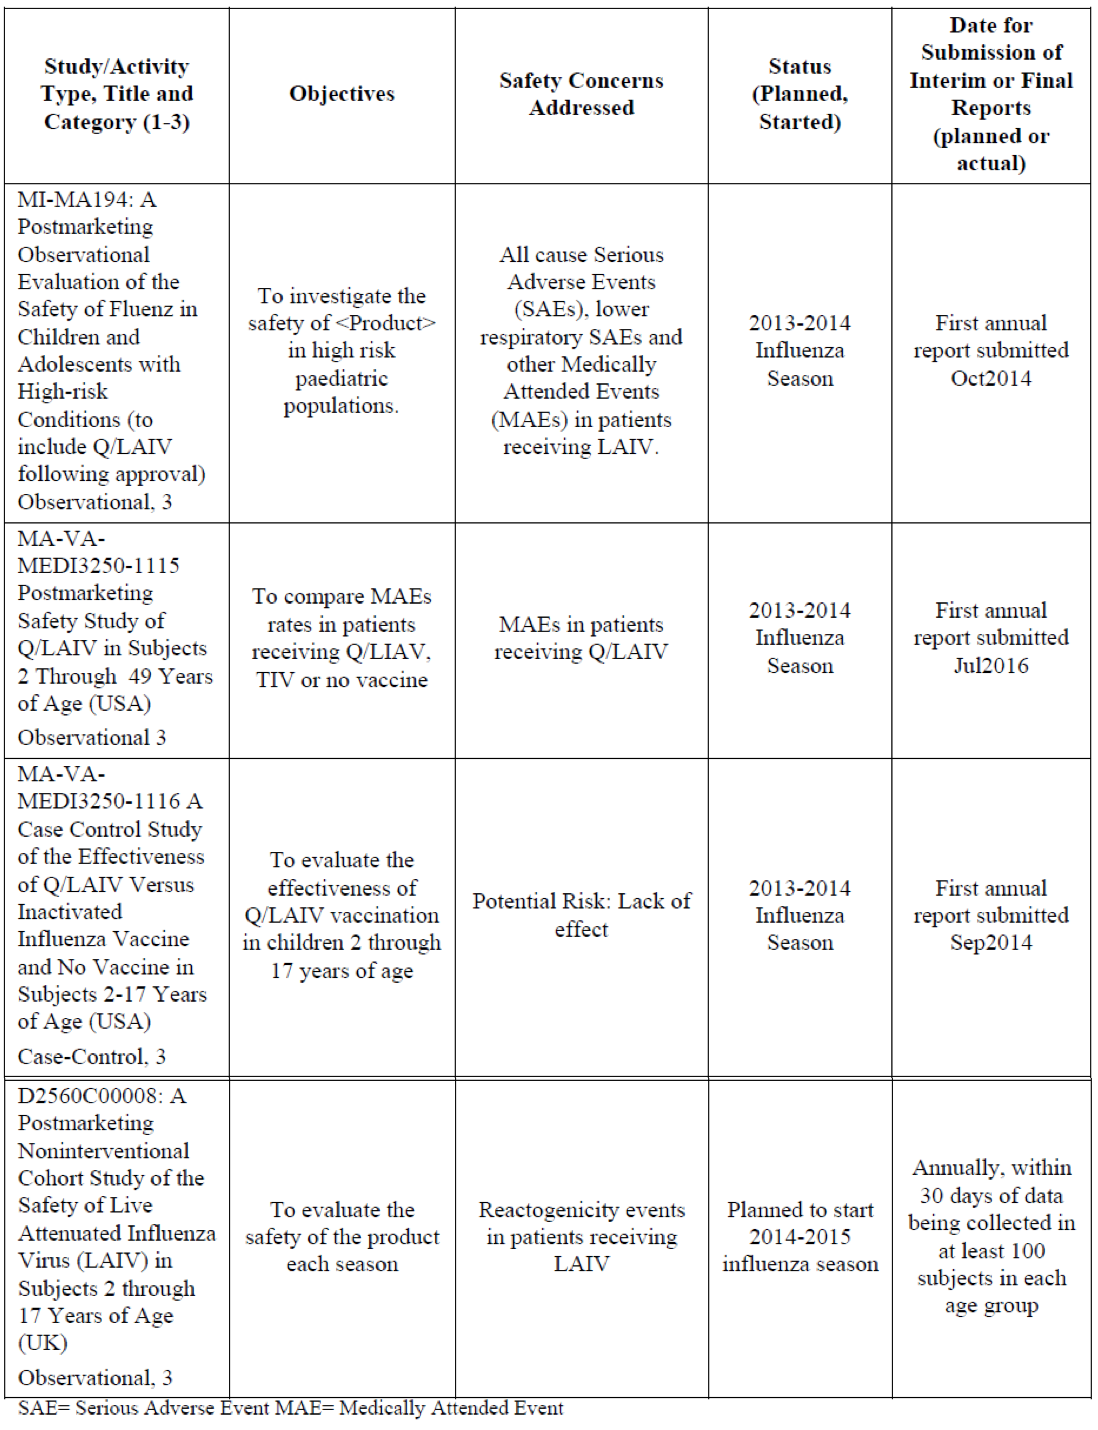 Study/Activity
Type, Title and
Category (1-3)
Objectives
Safety Concerns
Addressed
Status
(Planned,
Started)
Date for
Submission of
Interim or Final
Reports
(planned or
actual)
MI-MA194: A
Postmarketing
Observational
Evaluation of the
Safety of Fluenz in
Children and
Adolescents with
High-risk
Conditions (to
include Q/LAIV
following approval)
Observational, 3
To investigate the
safety of <Product>
in high risk
paediatric
populations.
All cause Serious
Adverse Events
(SAEs), lower
respiratory SAEs and
other Medically
Attended Events
(MAEs) in patients
receiving LAIV.
2013-2014
Influenza
Season
First annual
report submitted
Oct2014
MA-VA-
MEDI3250-1115
Postmarketing
Safety Study of
Q/LAIV in Subjects
2 Through 49 Years
of Age (USA)
Observational 3
To compare MAEs
rates in patients
receiving Q/LIAV,
TIV or no vaccine
MAEs in patients
receiving Q/LAIV
2013-2014
Influenza
Season
First annual
report submitted
Jul2016
MA-VA-
MEDI3250-1116 A
Case Control Study
of the Effectiveness
of Q/LAIV Versus
Inactivated
Influenza Vaccine
and No Vaccine in
Subjects 2-17 Years
of Age (USA)
Case-Control, 3
To evaluate the
effectiveness of
Q/LAIV vaccination
in children 2 through
17 years of age
Potential Risk: Lack of
effect
2013-2014
Influenza
Season
First annual
report submitted
Sep2014
D2560C00008: A
Postmarketing
Noninterventional
Cohort Study of the
Safety of Live
Attenuated Influenza
Virus (LAIV) in
Subjects 2 through
17 Years of Age
(UK)
Observational, 3
To evaluate the
safety of the product
each season
Reactogenicity events
in patients receiving
LAIV
Planned to start
2014-2015
influenza season
Annually, within
30 days of data
being collected in
at least 100
subjects in each
age group
SAE= Serious Adverse Event MAE= Medically Attended Event